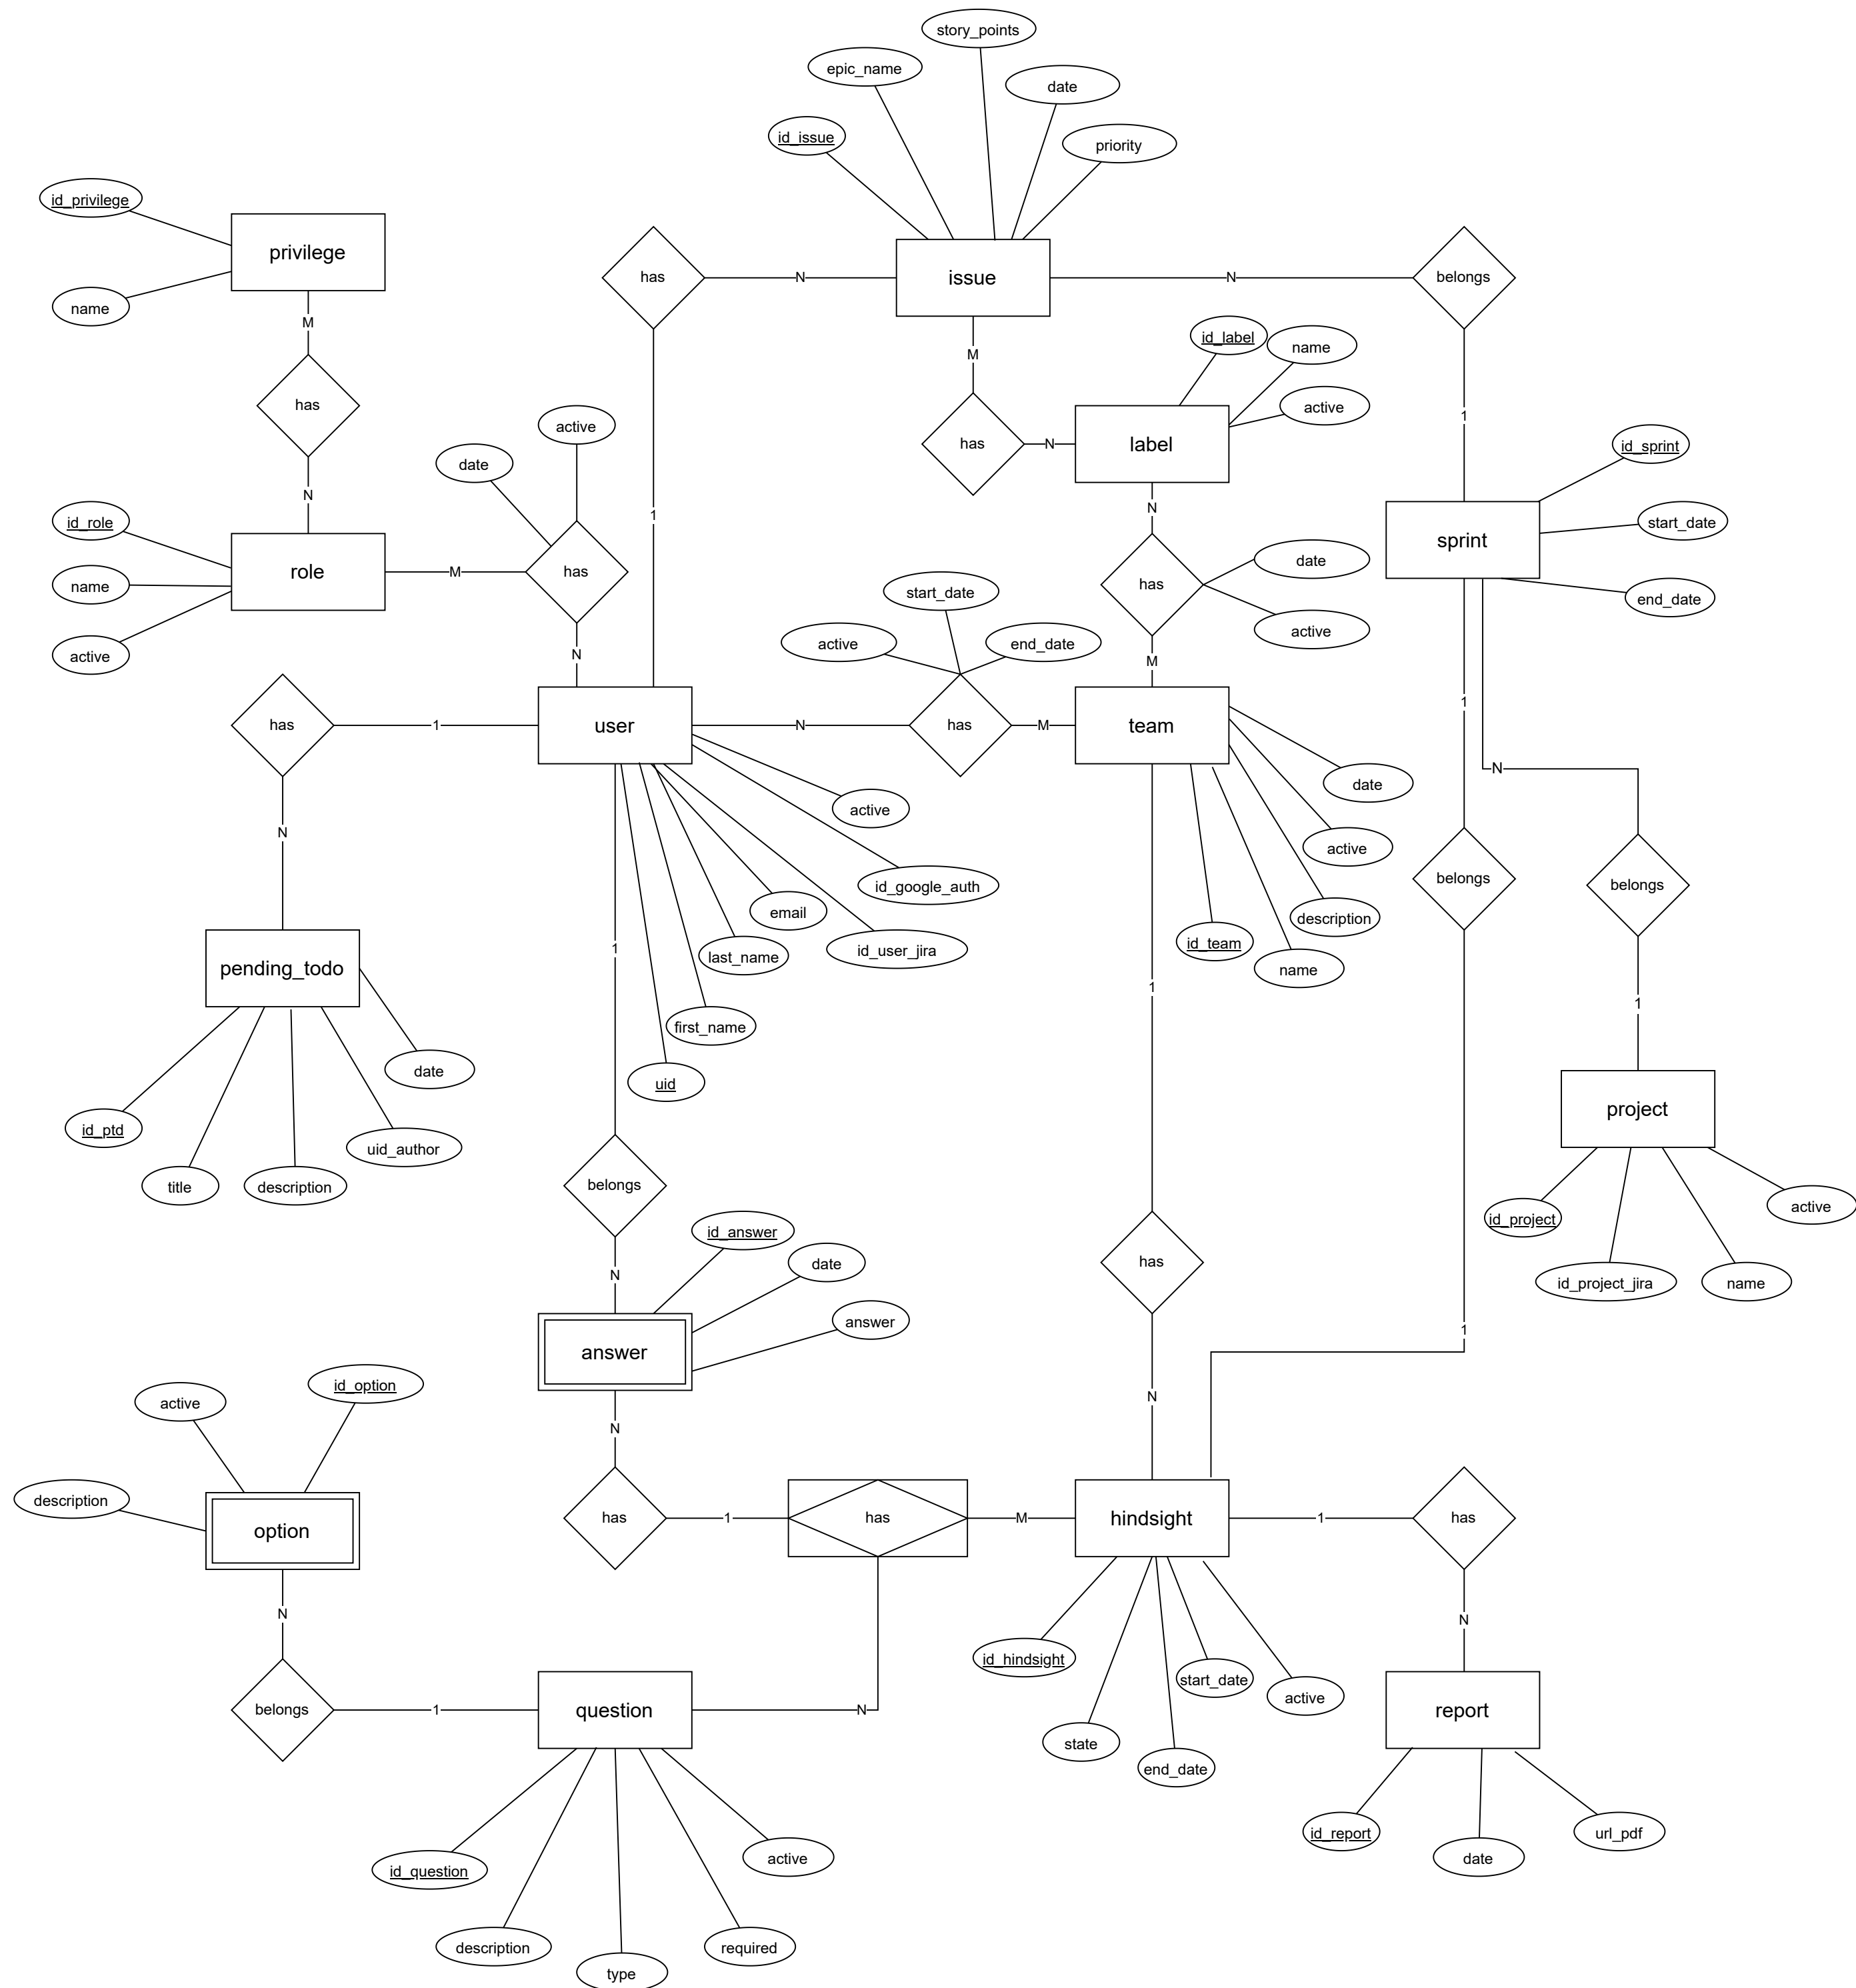 story_points
epic_name
date
id_issue
priority
id_privilege
privilege
name
M
has
N
has
N
issue
N
belongs
1
M
has
N
label
id_label
name
active
1
id_role
name
active
role
M
date
active
has
N
1
N
has
date
active
M
sprint
id_sprint
start_date
end_date
has
1
user
N
active
start_date
end_date
has
M
team
1
N
N
pending_todo
id_ptd
title
description
uid_author
date
active
id_google_auth
email
id_user_jira
last_name
first_name
uid
1
date
active
description
id_team
name
1
belongs
belongs
1
project
id_project
id_project_jira
name
active
belongs
N
id_answer
date
answer
answer
has
N
1
N
has
1
has
M
hindsight
1
has
N
active
id_option
description
option
N
belongs
1
question
N
id_hindsight
state
end_date
start_date
active
report
id_report
date
url_pdf
id_question
description
type
required
active